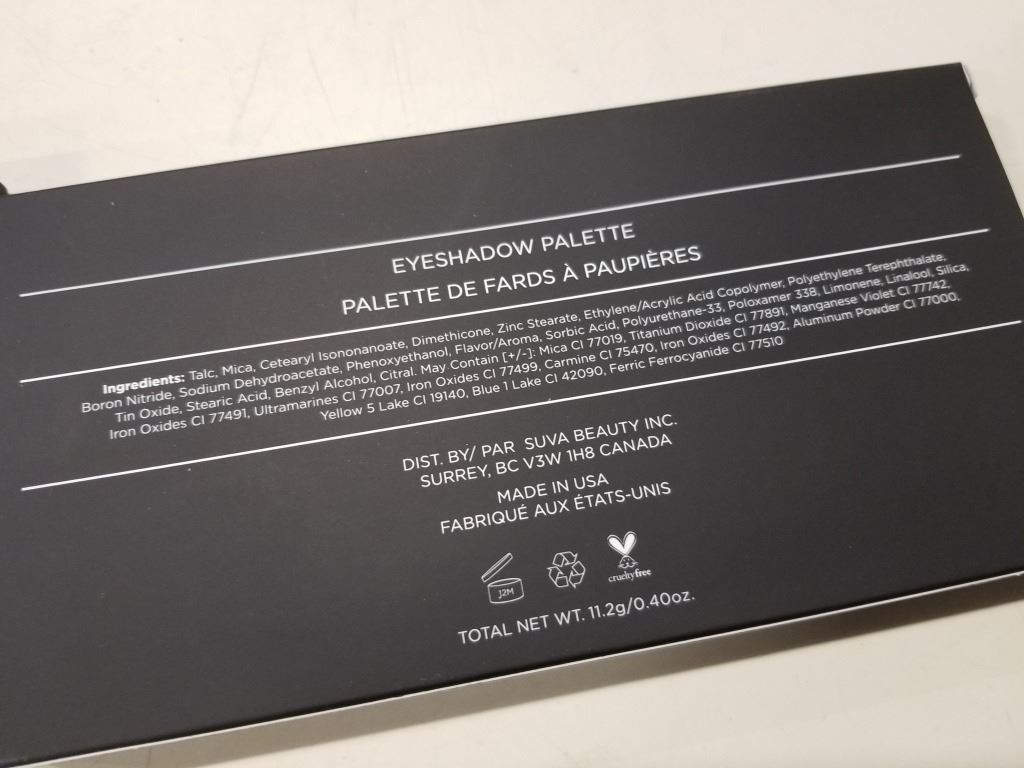 EYESHADOW PALETTE
PALETTE DE FARDS À PAUPIÈRES
Ingredients: Talc, Mica, Cetearyl Isononanoate, Dimethicone, Zinc Stearate, Ethylene/Acrylic Acid Copolymer, Polyethylene Terephthalate,
Boron Nitride, Sodium Dehydroacetate, Phenoxyethanol, Flavor/Aroma, Sorbic Acid, Polyurethane-33, Poloxamer 338, Limonene, Linalool, Silica,
Tin Oxide, Stearic Acid, Benzyl Alcohol, Citral. May Contain [+/-]: Mica CI 77019, Titanium Dioxide CI 77891, Manganese Violet CI 77742,
Iron Oxides CI 77491, Ultramarines CI 77007, Iron Oxides CI 77499, Carmine CI 75470, Iron Oxides CI 77492, Aluminum Powder CI 77000,
Yellow 5 Lake CI 19140, Blue 1 Lake CI 42090, Ferric Ferrocyanide CI 77510
DIST. BY/ PAR SUVA BEAUTY INC.
SURREY, BC V3W 1H8 CANADA
MADE IN USA
FABRIQUÉ AUX ÉTATS-UNIS
12M
crueltyfree
TOTAL NET WT. 11.2g/0.40oz.